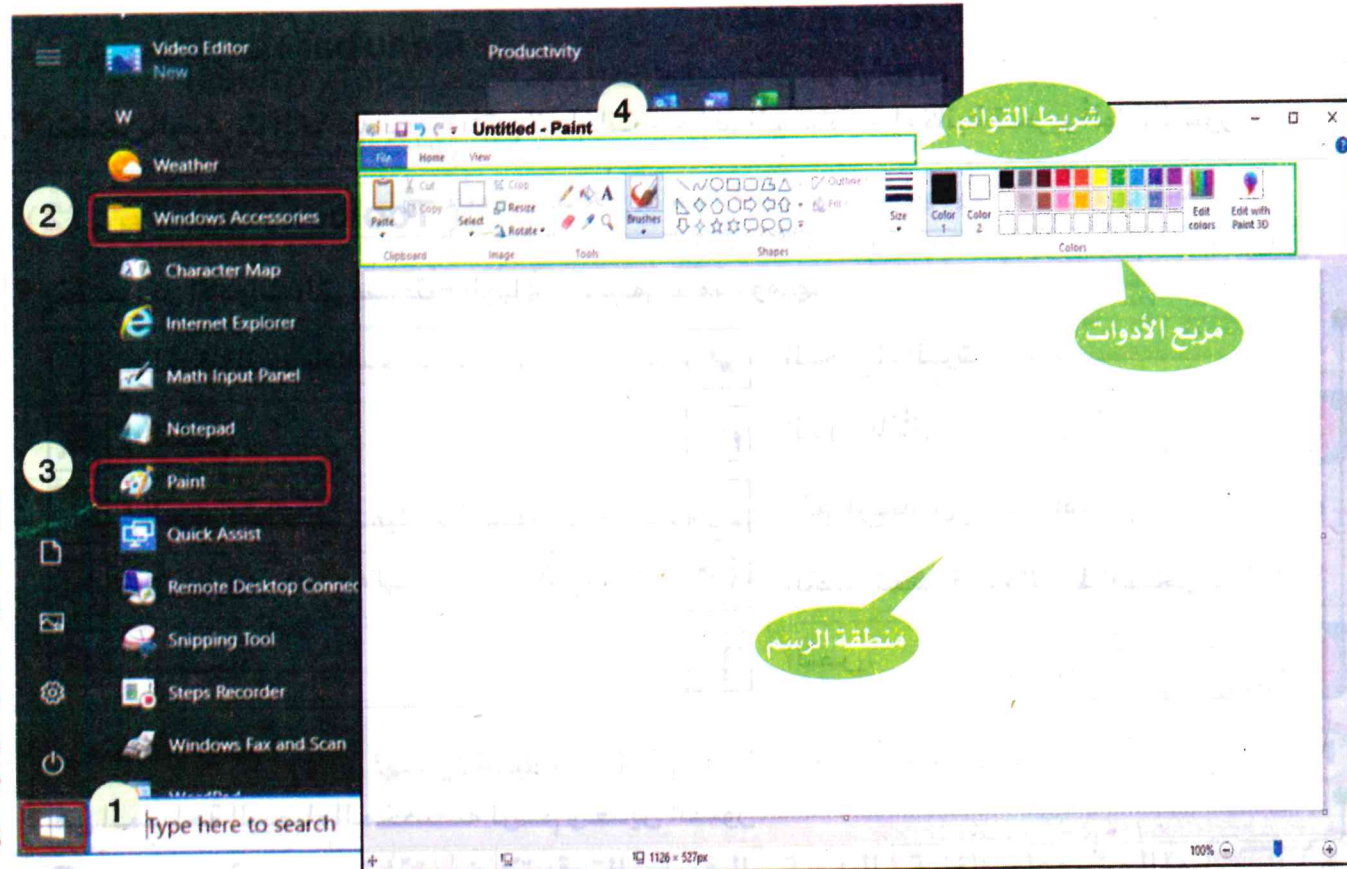 Video Editor
New
Productivity
W
Weather
2
Windows Accessories
Character Map
Internet Explorer
Math Input Panel
Notepad
3
Paint
Quick Assist
Remote Desktop Connec
Snipping Tool
Steps Recorder
Windows Fax and Scan
WordPad
1
Type here to search
4
Untitled - Paint
شريط القوائم
File Home View
Paste
Cut
Copy
Clipboard
Select
Crop
Resize
Rotate
Image
A
Tools
Brushes
Outline
Fill
Shapes
Size
Color 1
Color 2
Edit colors
Edit with Paint 3D
Colors
مربع الأدوات
منطقة الرسم
1126 × 527px
100%